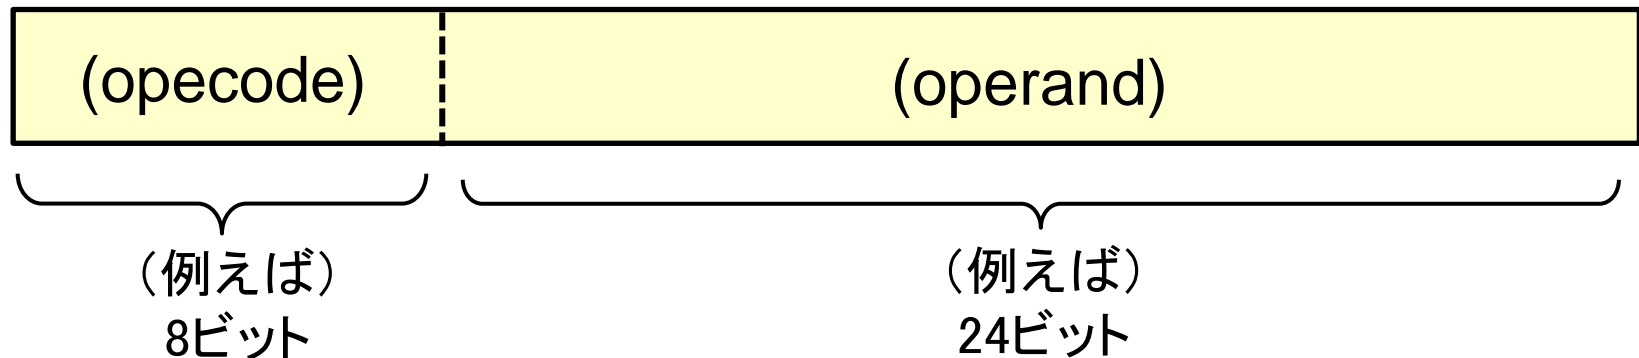 (opecode)
(operand)
（例えば）
8ビット
（例えば）
24ビット